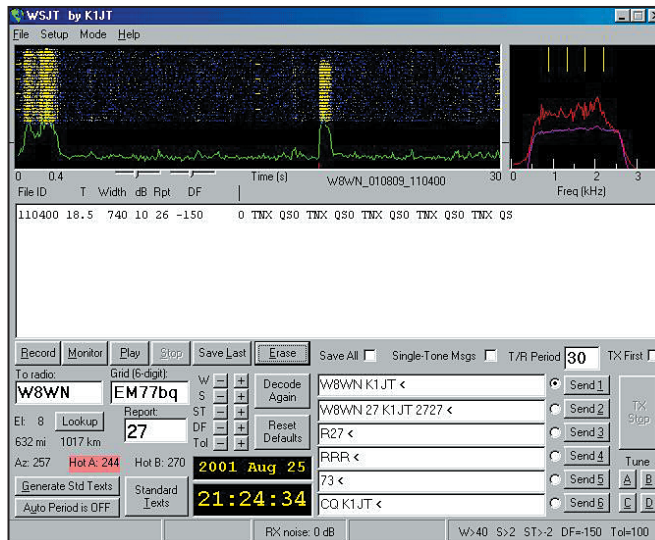 WSJT by K1JT
File Setup Mode Help
0 0.4 Time (s) W8WN_010809_110400 30
0 1 2 3
Freq (kHz)
File ID T Width dB Rpt DF
110400 18.5 740 10 26 -150 0 TNX QSO TNX QSO TNX QSO TNX QSO TNX QS
Record Monitor Play Stop Save Last Erase Save All Single-Tone Msgs T/R Period 30 TX First
To radio: Grid (6-digit):
W8WN EM77bq
El: 8 Lookup Report: 27
632 mi 1017 km
Az: 257 Hot A: 244 Hot B: 270
Generate Std Texts
Auto Period is OFF
Standard Texts
W - +
S - +
ST - +
DF - +
Tol - +
Decode Again
Reset Defaults
2001 Aug 25
21:24:34
W8WN K1JT < Send 1
W8WN 27 K1JT 2727 < Send 2
R27 < Send 3
RRR < Send 4
73 < Send 5
CQ K1JT < Send 6
TX Stop
Tune
A B
C D
RX noise: 0 dB W>40 S>2 ST>-2 DF=-150 Tol=100